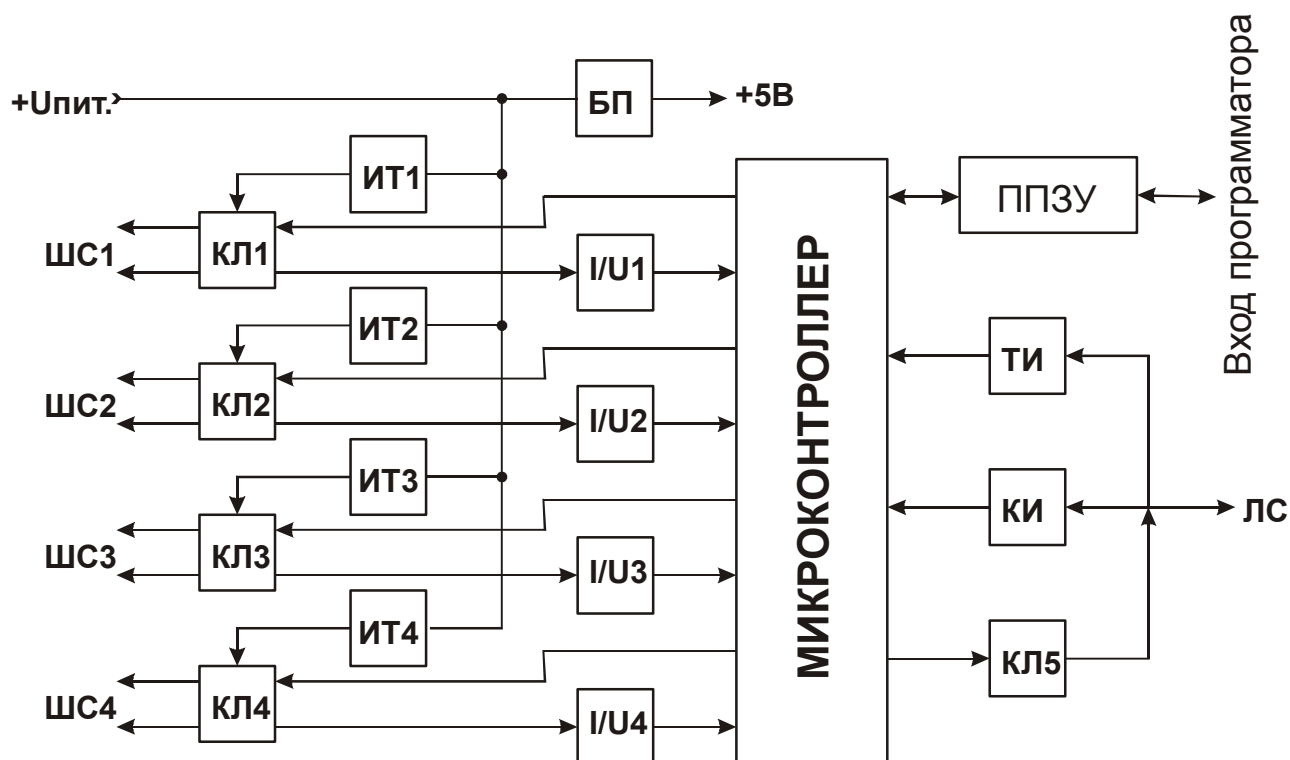 +Uпит.
БП
+5В
ИТ1
ШС1
КЛ1
I/U1
ИТ2
ШС2
КЛ2
I/U2
ИТ3
ШС3
КЛ3
I/U3
ИТ4
ШС4
КЛ4
I/U4
МИКРОКОНТРОЛЛЕР
ППЗУ
Вход программатора
ТИ
КИ
ЛС
КЛ5